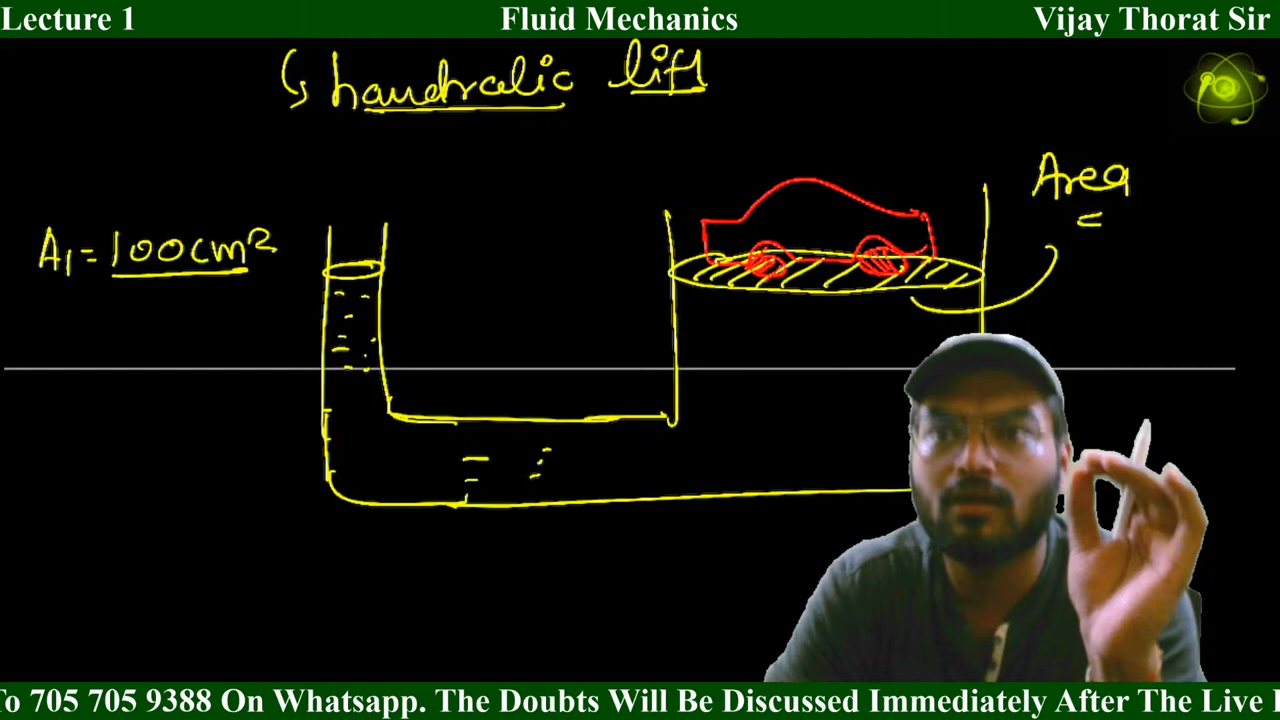 Lecture 1 Fluid Mechanics Vijay Thorat Sir
↳ haudralic lift
A₁ = 100cm²
Area
=
To 705 705 9388 On Whatsapp. The Doubts Will Be Discussed Immediately After The Live